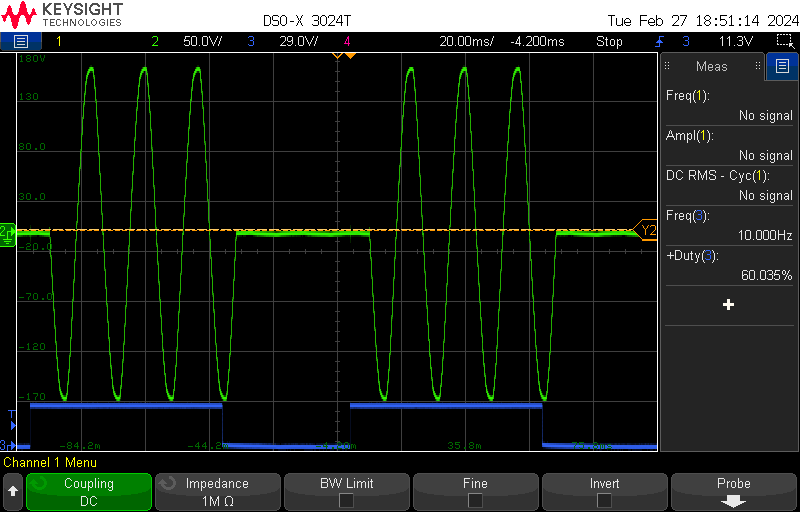 KEYSIGHT
TECHNOLOGIES
DSO-X 3024T
Tue Feb 27 18:51:14 2024
1 2 50.0V/ 3 29.0V/ 4 20.00ms/ -4.200ms Stop 3 11.3V
180V
130
80.0
30.0
-20.0
-70.0
-120
-170
2
Y2
T
3
-84.2m -44.2m 35.8m
Meas
Freq(1):
No signal
Ampl(1):
No signal
DC RMS - Cyc(1):
No signal
Freq(3):
10.000Hz
+Duty(3):
60.035%
Channel 1 Menu
Coupling
DC
Impedance
1M Ω
BW Limit
Fine
Invert
Probe